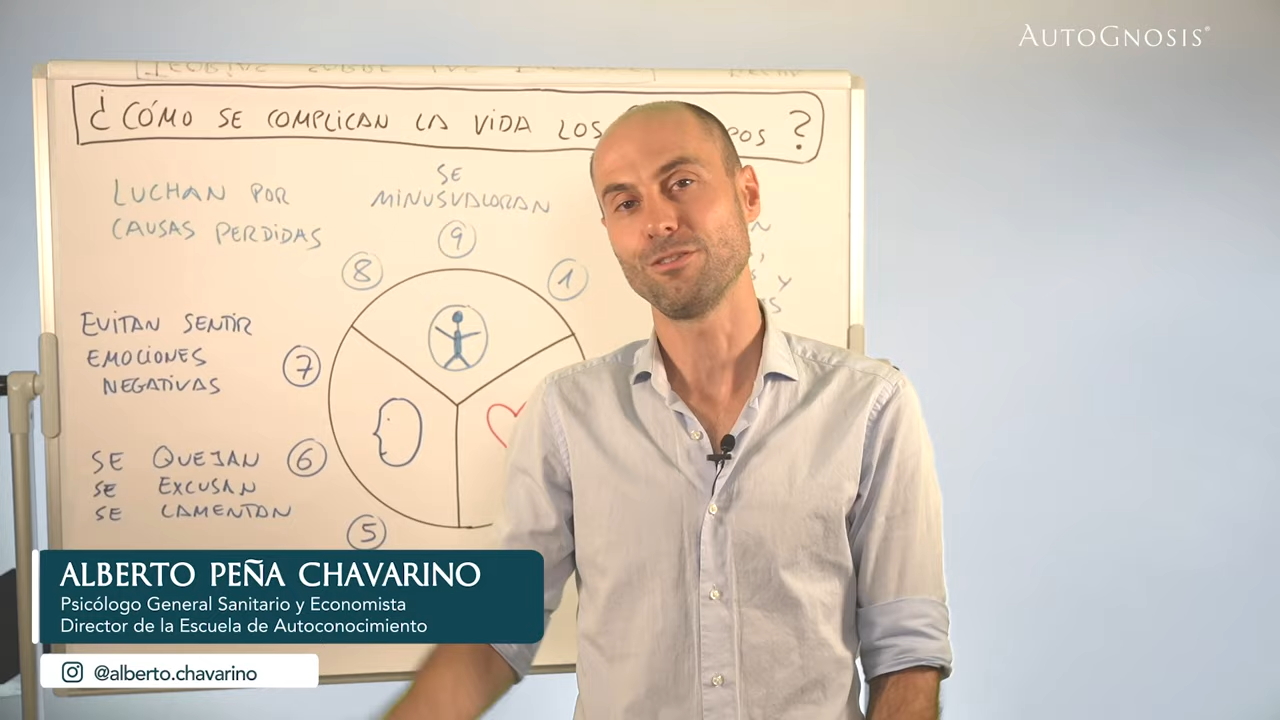 AUTOGNOSIS®
¿CÓMO SE COMPLICAN LA VIDA LOS
?
LUCHAN POR
CAUSAS PERDIDAS
SE
MINUSVALORAN
9
8
1
EVITAN SENTIR
EMOCIONES
NEGATIVAS
7
Y
SE QUEJAN
SE EXCUSAN
SE LAMENTAN
6
5
ALBERTO PEÑA CHAVARINO
Psicólogo General Sanitario y Economista
Director de la Escuela de Autoconocimiento
@alberto.chavarino